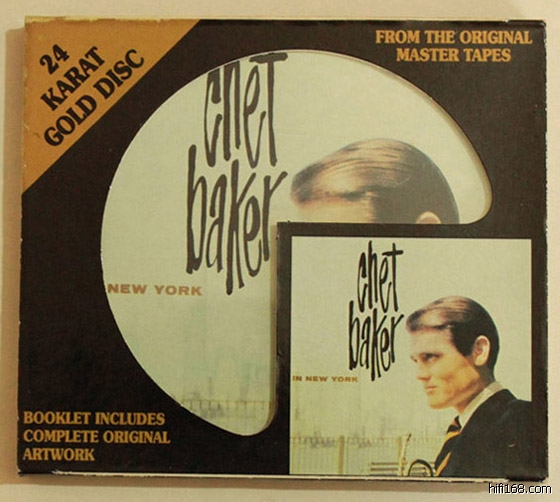 24
KARAT
GOLD DISC
FROM THE ORIGINAL
MASTER TAPES
chet
baker
NEW YORK
chet
baker
IN NEW YORK
BOOKLET INCLUDES
COMPLETE ORIGINAL
ARTWORK
hifi168.com